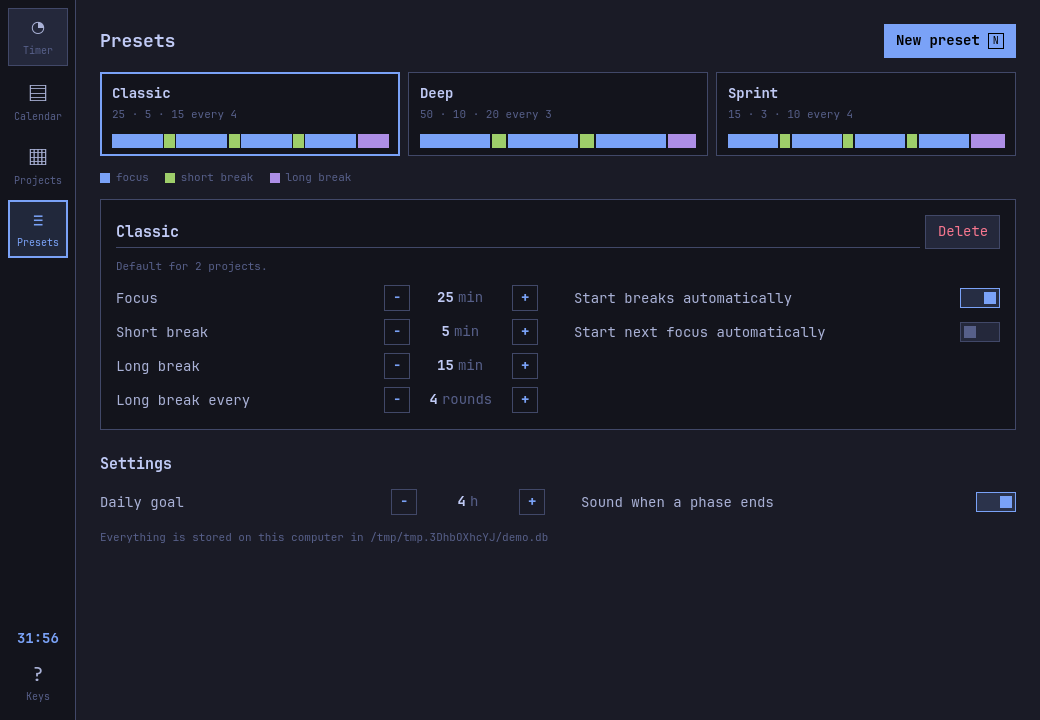 Timer
Calendar
Projects
Presets
31:56
?
Keys
Presets
New preset N
Classic
25 · 5 · 15 every 4
Deep
50 · 10 · 20 every 3
Sprint
15 · 3 · 10 every 4
focus short break long break
Classic
Delete
Default for 2 projects.
Focus - 25 min +
Short break - 5 min +
Long break - 15 min +
Long break every - 4 rounds +
Start breaks automatically
Start next focus automatically
Settings
Daily goal - 4 h +
Sound when a phase ends
Everything is stored on this computer in /tmp/tmp.3DhbOXhcYJ/demo.db